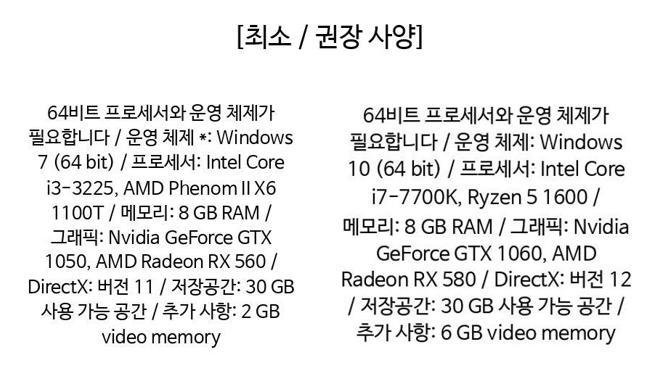 [최소 / 권장 사양]
64비트 프로세서와 운영 체제가
필요합니다 / 운영 체제 *: Windows
7 (64 bit) / 프로세서: Intel Core
i3-3225, AMD Phenom II X6
1100T / 메모리: 8 GB RAM /
그래픽: Nvidia GeForce GTX
1050, AMD Radeon RX 560 /
DirectX: 버전 11 / 저장공간: 30 GB
사용 가능 공간 / 추가 사항: 2 GB
video memory
64비트 프로세서와 운영 체제가
필요합니다 / 운영 체제: Windows
10 (64 bit) / 프로세서: Intel Core
i7-7700K, Ryzen 5 1600 /
메모리: 8 GB RAM / 그래픽: Nvidia
GeForce GTX 1060, AMD
Radeon RX 580 / DirectX: 버전 12
/ 저장공간: 30 GB 사용 가능 공간 /
추가 사항: 6 GB video memory